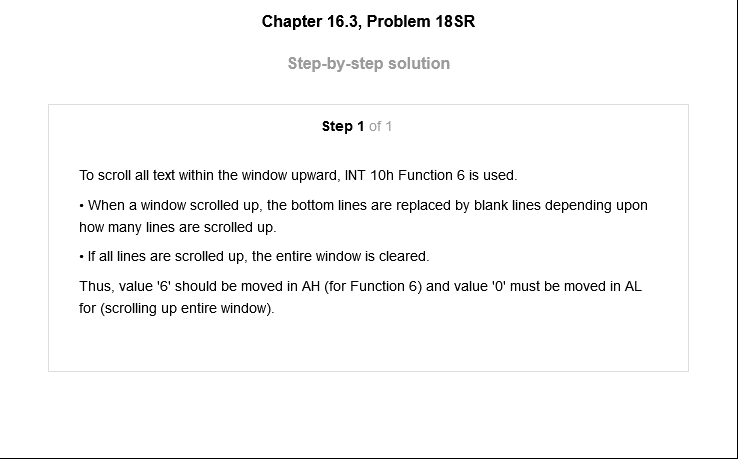 Chapter 16.3, Problem 18SR
Step-by-step solution
Step 1 of 1
To scroll all text within the window upward, INT 10h Function 6 is used.
• When a window scrolled up, the bottom lines are replaced by blank lines depending upon
how many lines are scrolled up.
• If all lines are scrolled up, the entire window is cleared.
Thus, value '6' should be moved in AH (for Function 6) and value '0' must be moved in AL
for (scrolling up entire window).